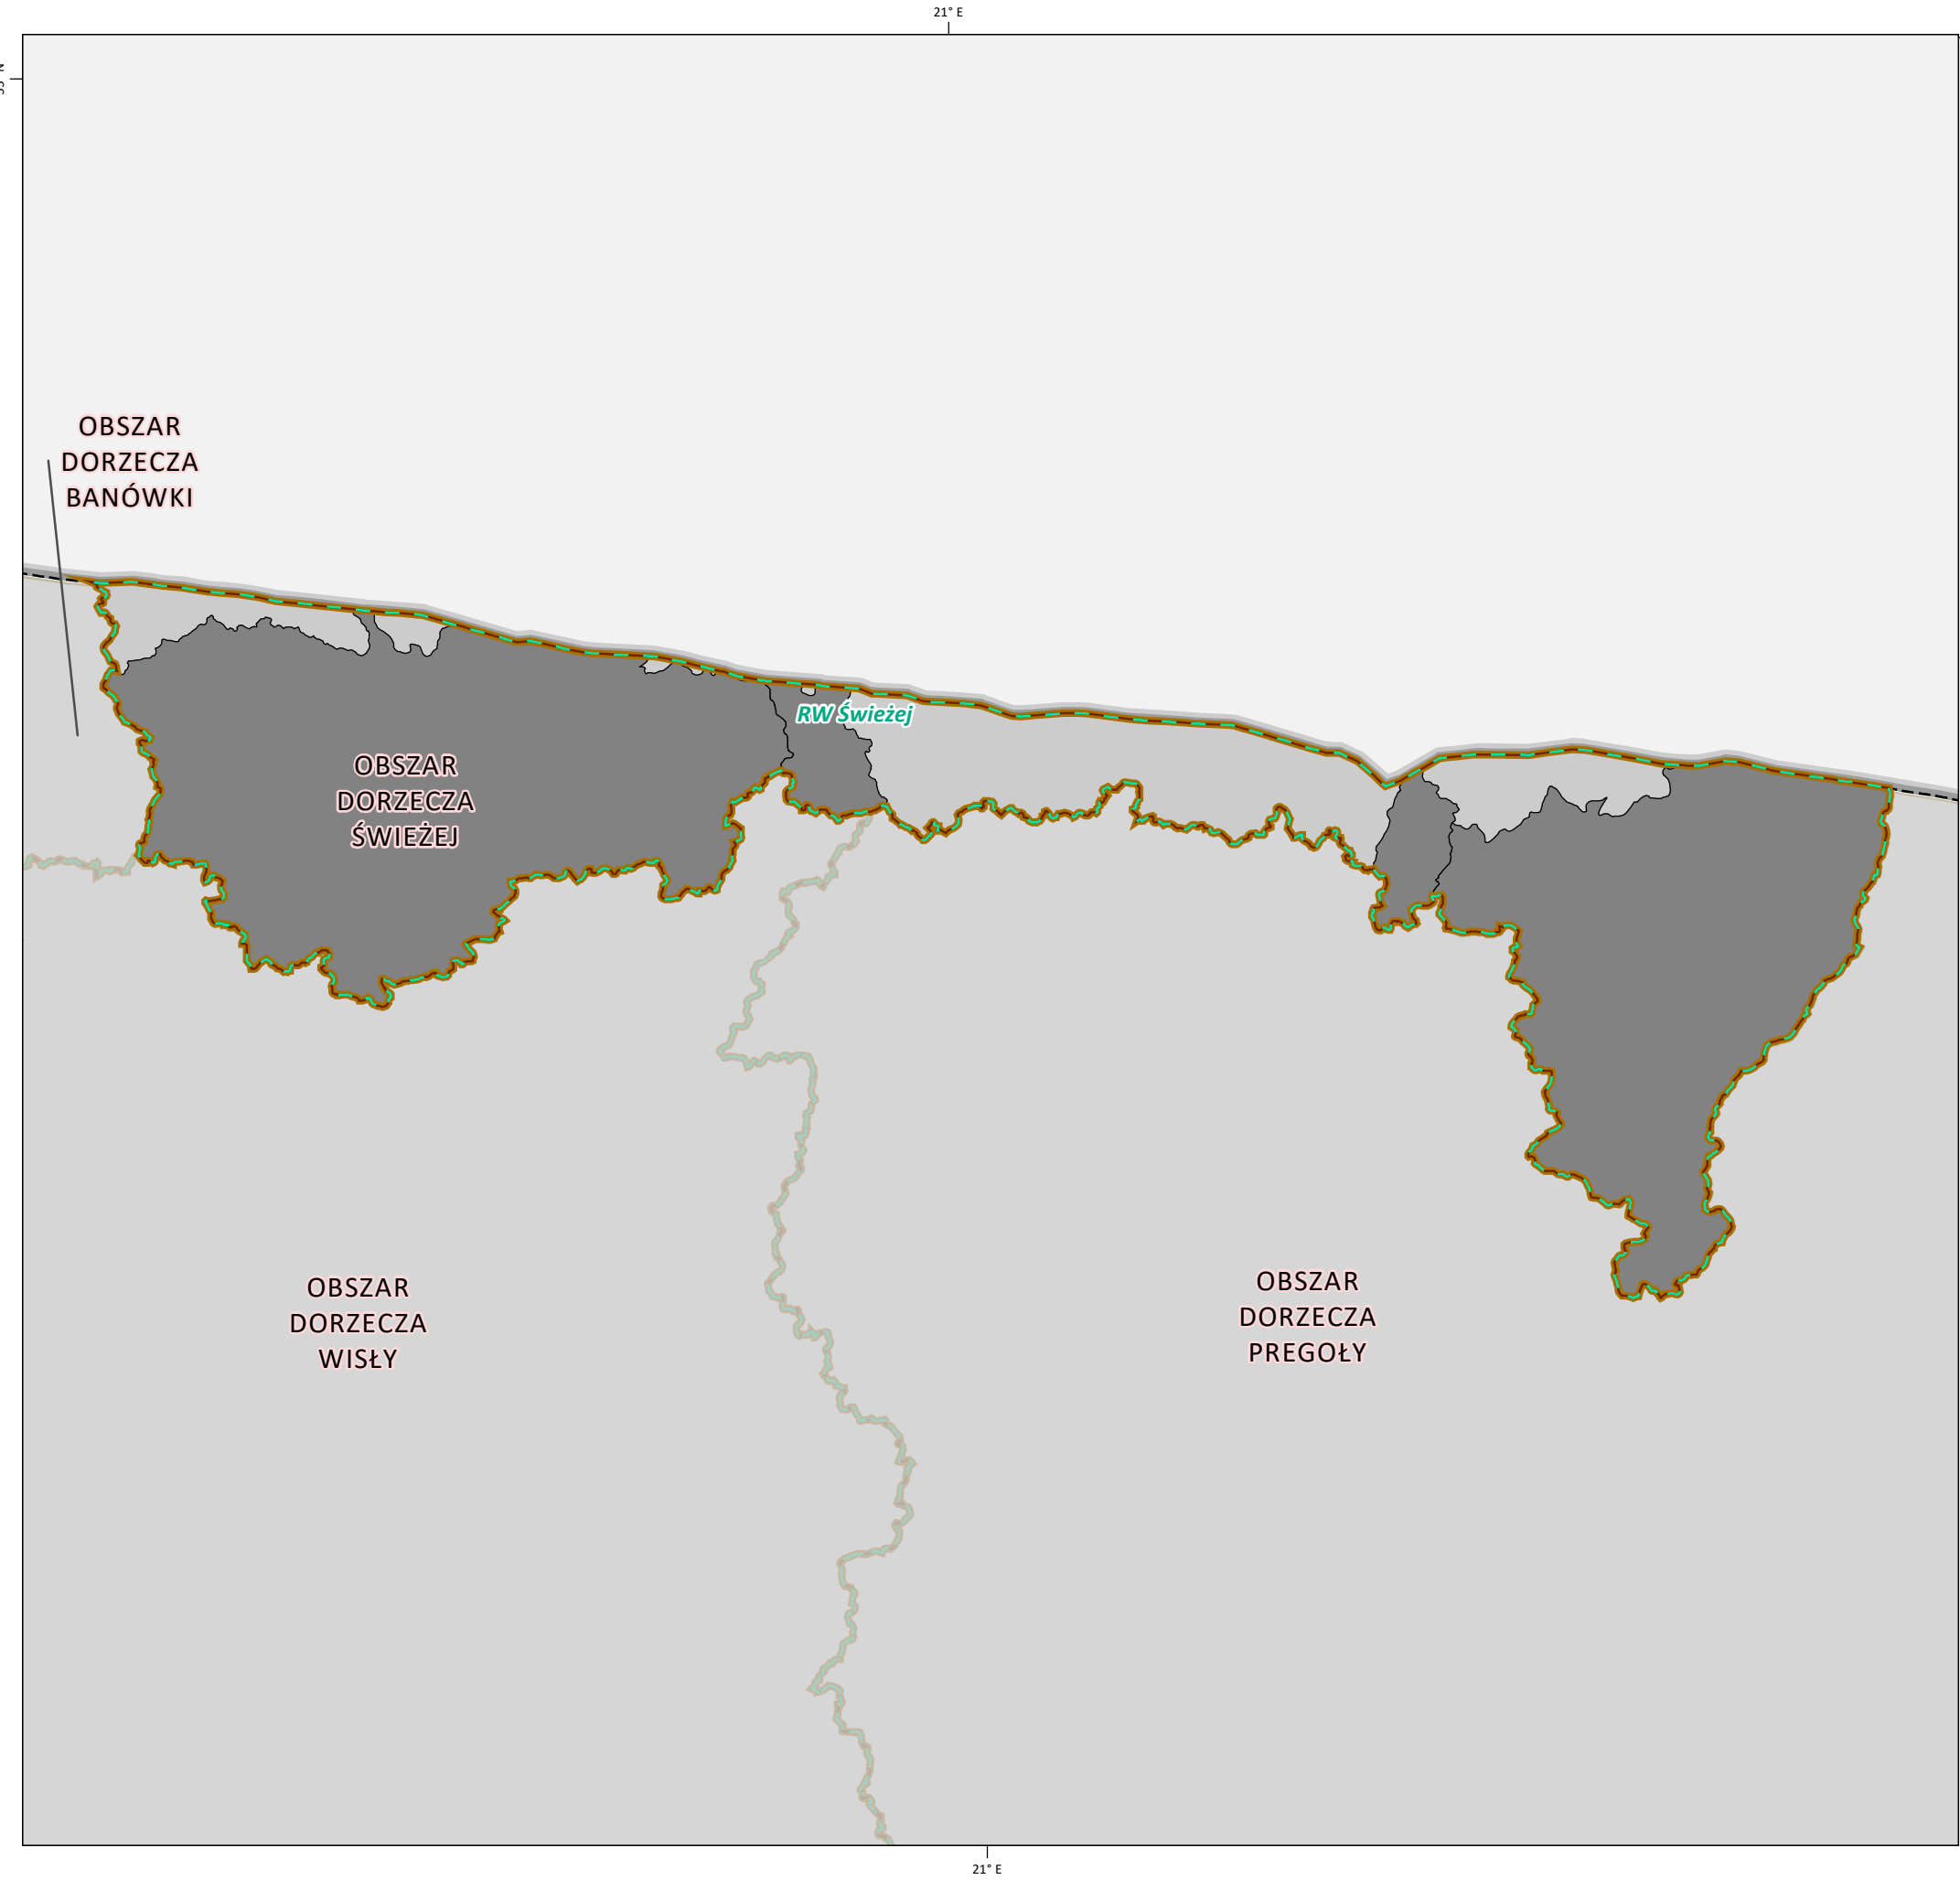 21° E
OBSZAR
DORZECZA
BANÓWKI
RW Świeżej
OBSZAR
DORZECZA
ŚWIEŻEJ
OBSZAR
DORZECZA
WISŁY
OBSZAR
DORZECZA
PREGOŁY
21° E